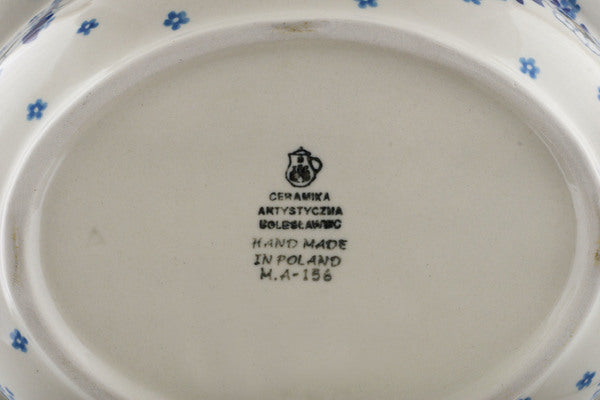 CERAMIKA
ARTYSTYCZNA
BOLESŁAWIEC
HAND MADE
IN POLAND
M.A-156